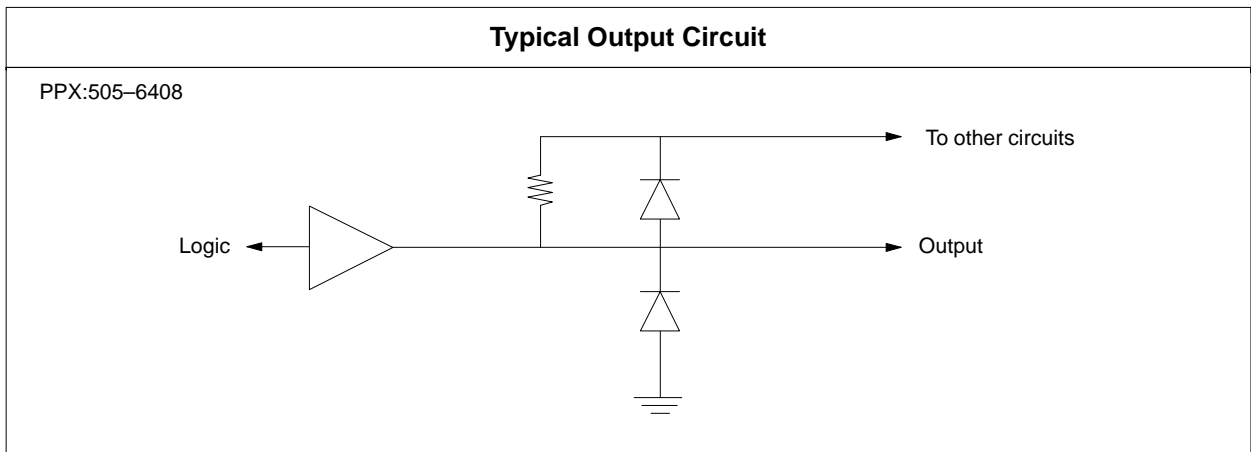 Typical Output Circuit
PPX:505–6408
To other circuits
Logic
Output